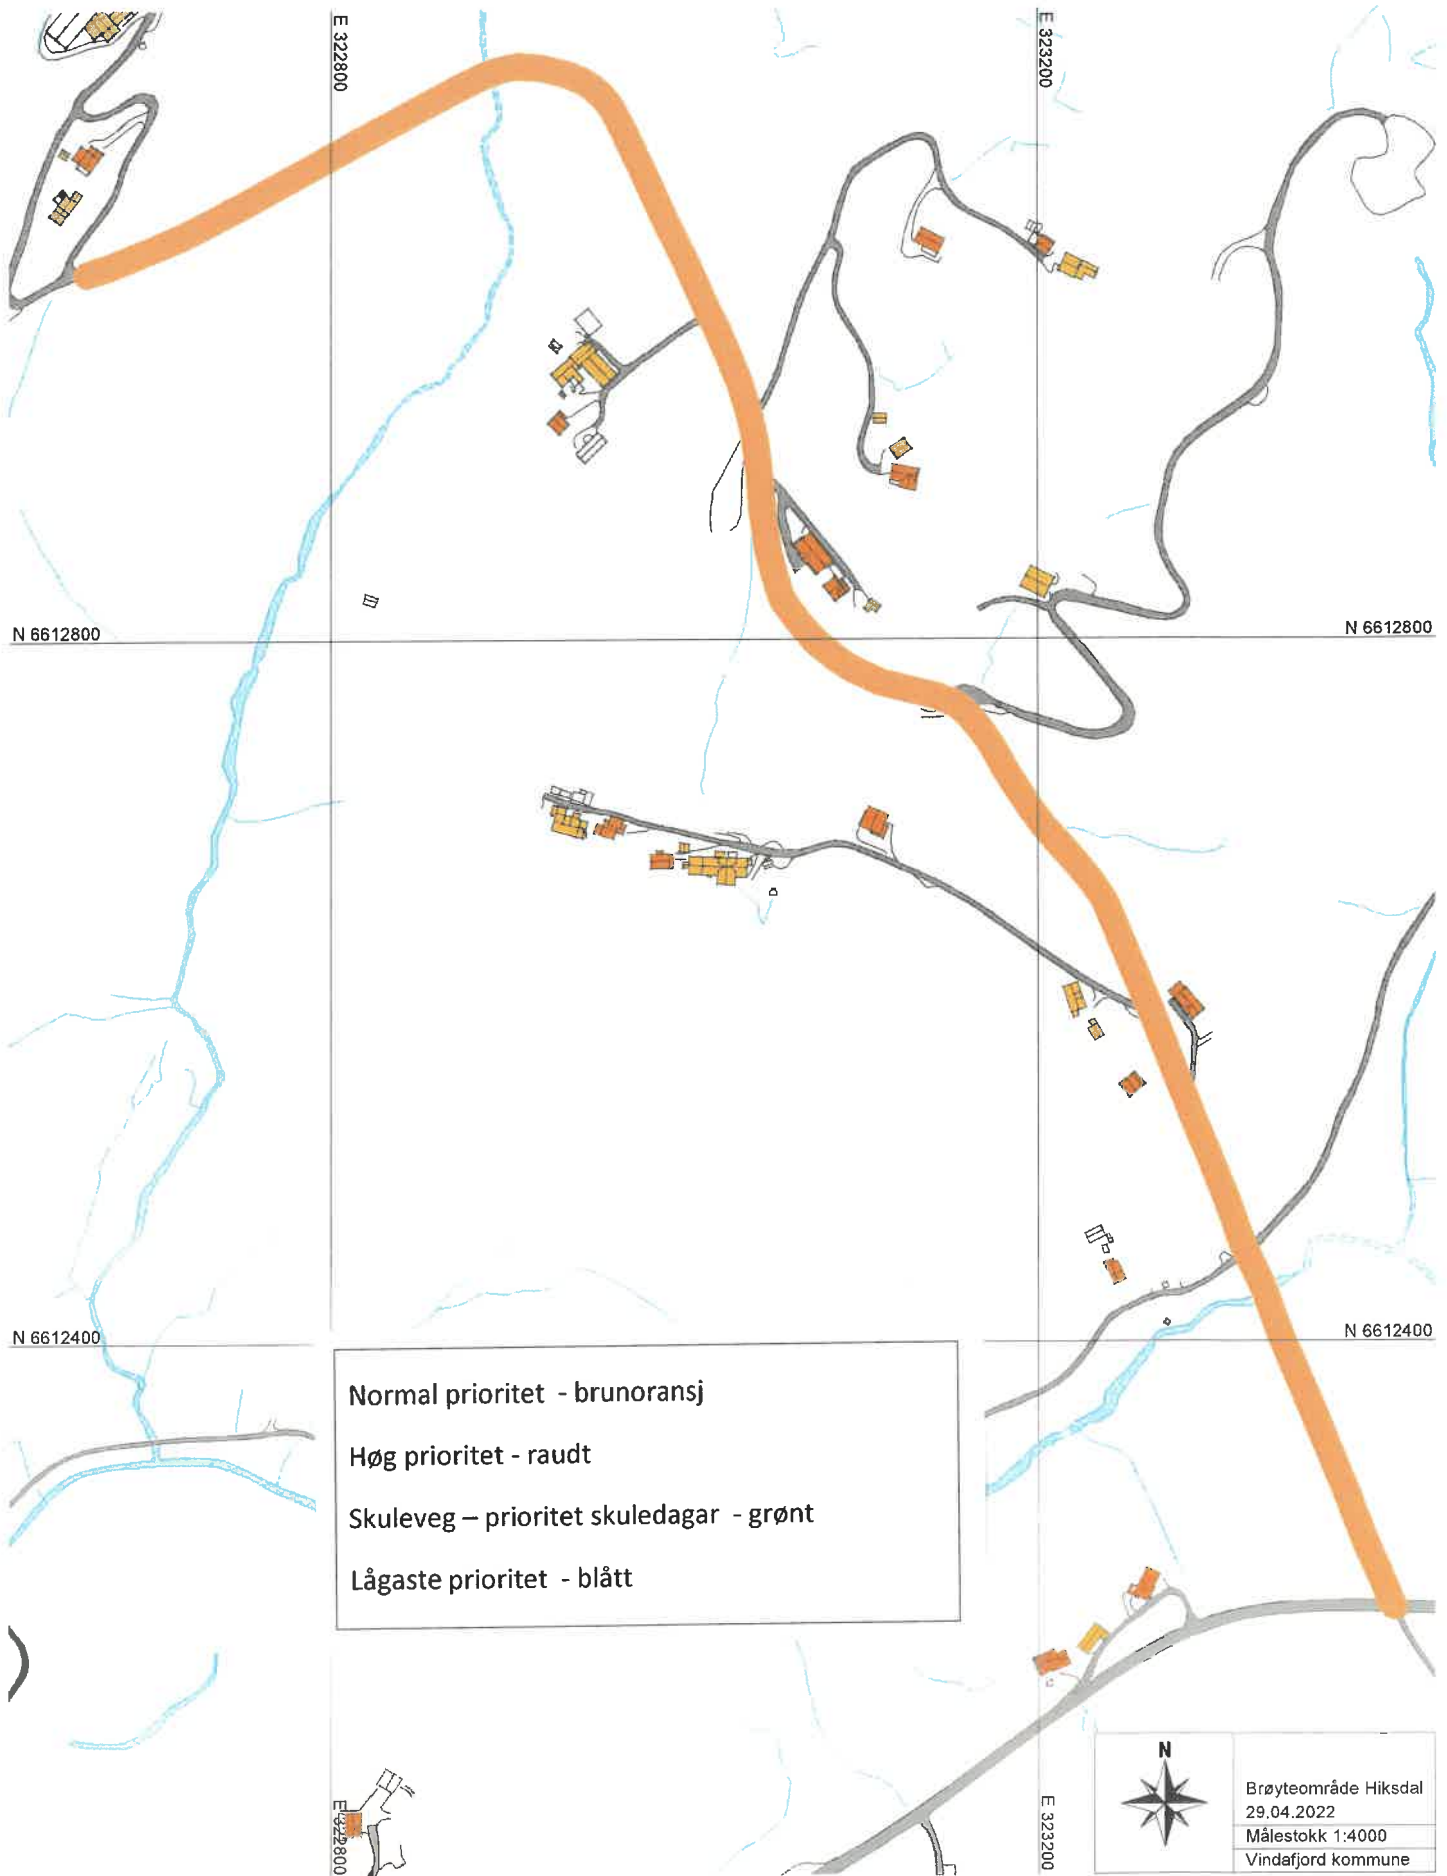 E 322800
E 323200
N 6612800
N 6612800
N 6612400
N 6612400
Normal prioritet - brunoransj
Høg prioritet - raudt
Skuleveg – prioritet skuledagar - grønt
Lågaste prioritet - blått
E 322800
E 323200
N
Brøyteområde Hiksdal
29.04.2022
Målestokk 1:4000
Vindafjord kommune